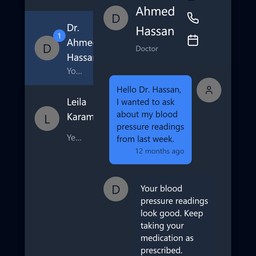 D
1
Dr.
Ahme
Hassa
Yo...
L
Leila
Karam
Ye...
D
Ahmed
Hassan
Doctor
Hello Dr. Hassan,
I wanted to ask
about my blood
pressure readings
from last week.
12 months ago
D
Your blood
pressure readings
look good. Keep
taking your
medication as
prescribed.